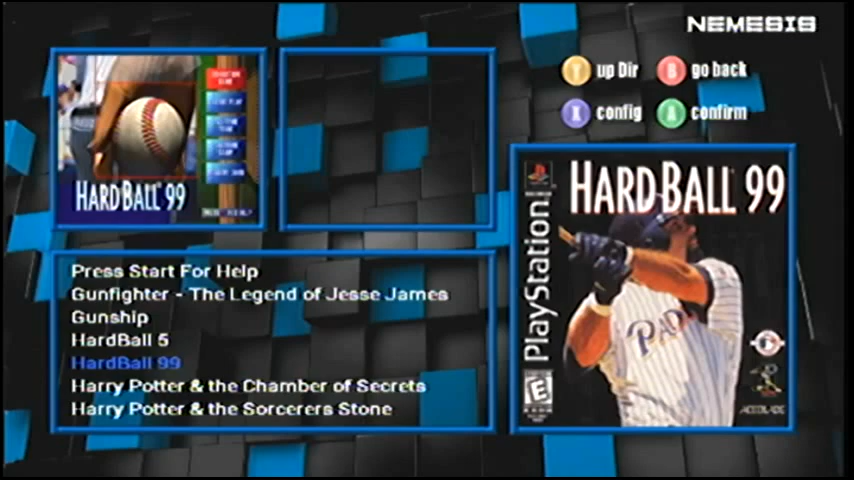 NEMESIS
Y up Dir B go back
X config A confirm
HARDBALL 99
Press Start For Help
Gunfighter - The Legend of Jesse James
Gunship
HardBall 5
HardBall 99
Harry Potter & the Chamber of Secrets
Harry Potter & the Sorcerers Stone
PlayStation
HARDBALL 99
PAD
E
ACCOLADE